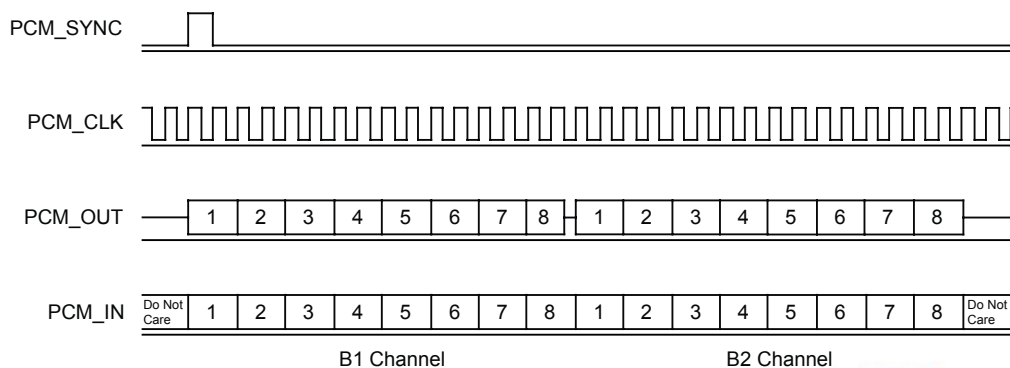 PCM_SYNC
PCM_CLK
PCM_OUT 1 2 3 4 5 6 7 8 1 2 3 4 5 6 7 8
PCM_IN Do Not Care 1 2 3 4 5 6 7 8 1 2 3 4 5 6 7 8 Do Not Care
B1 Channel B2 Channel